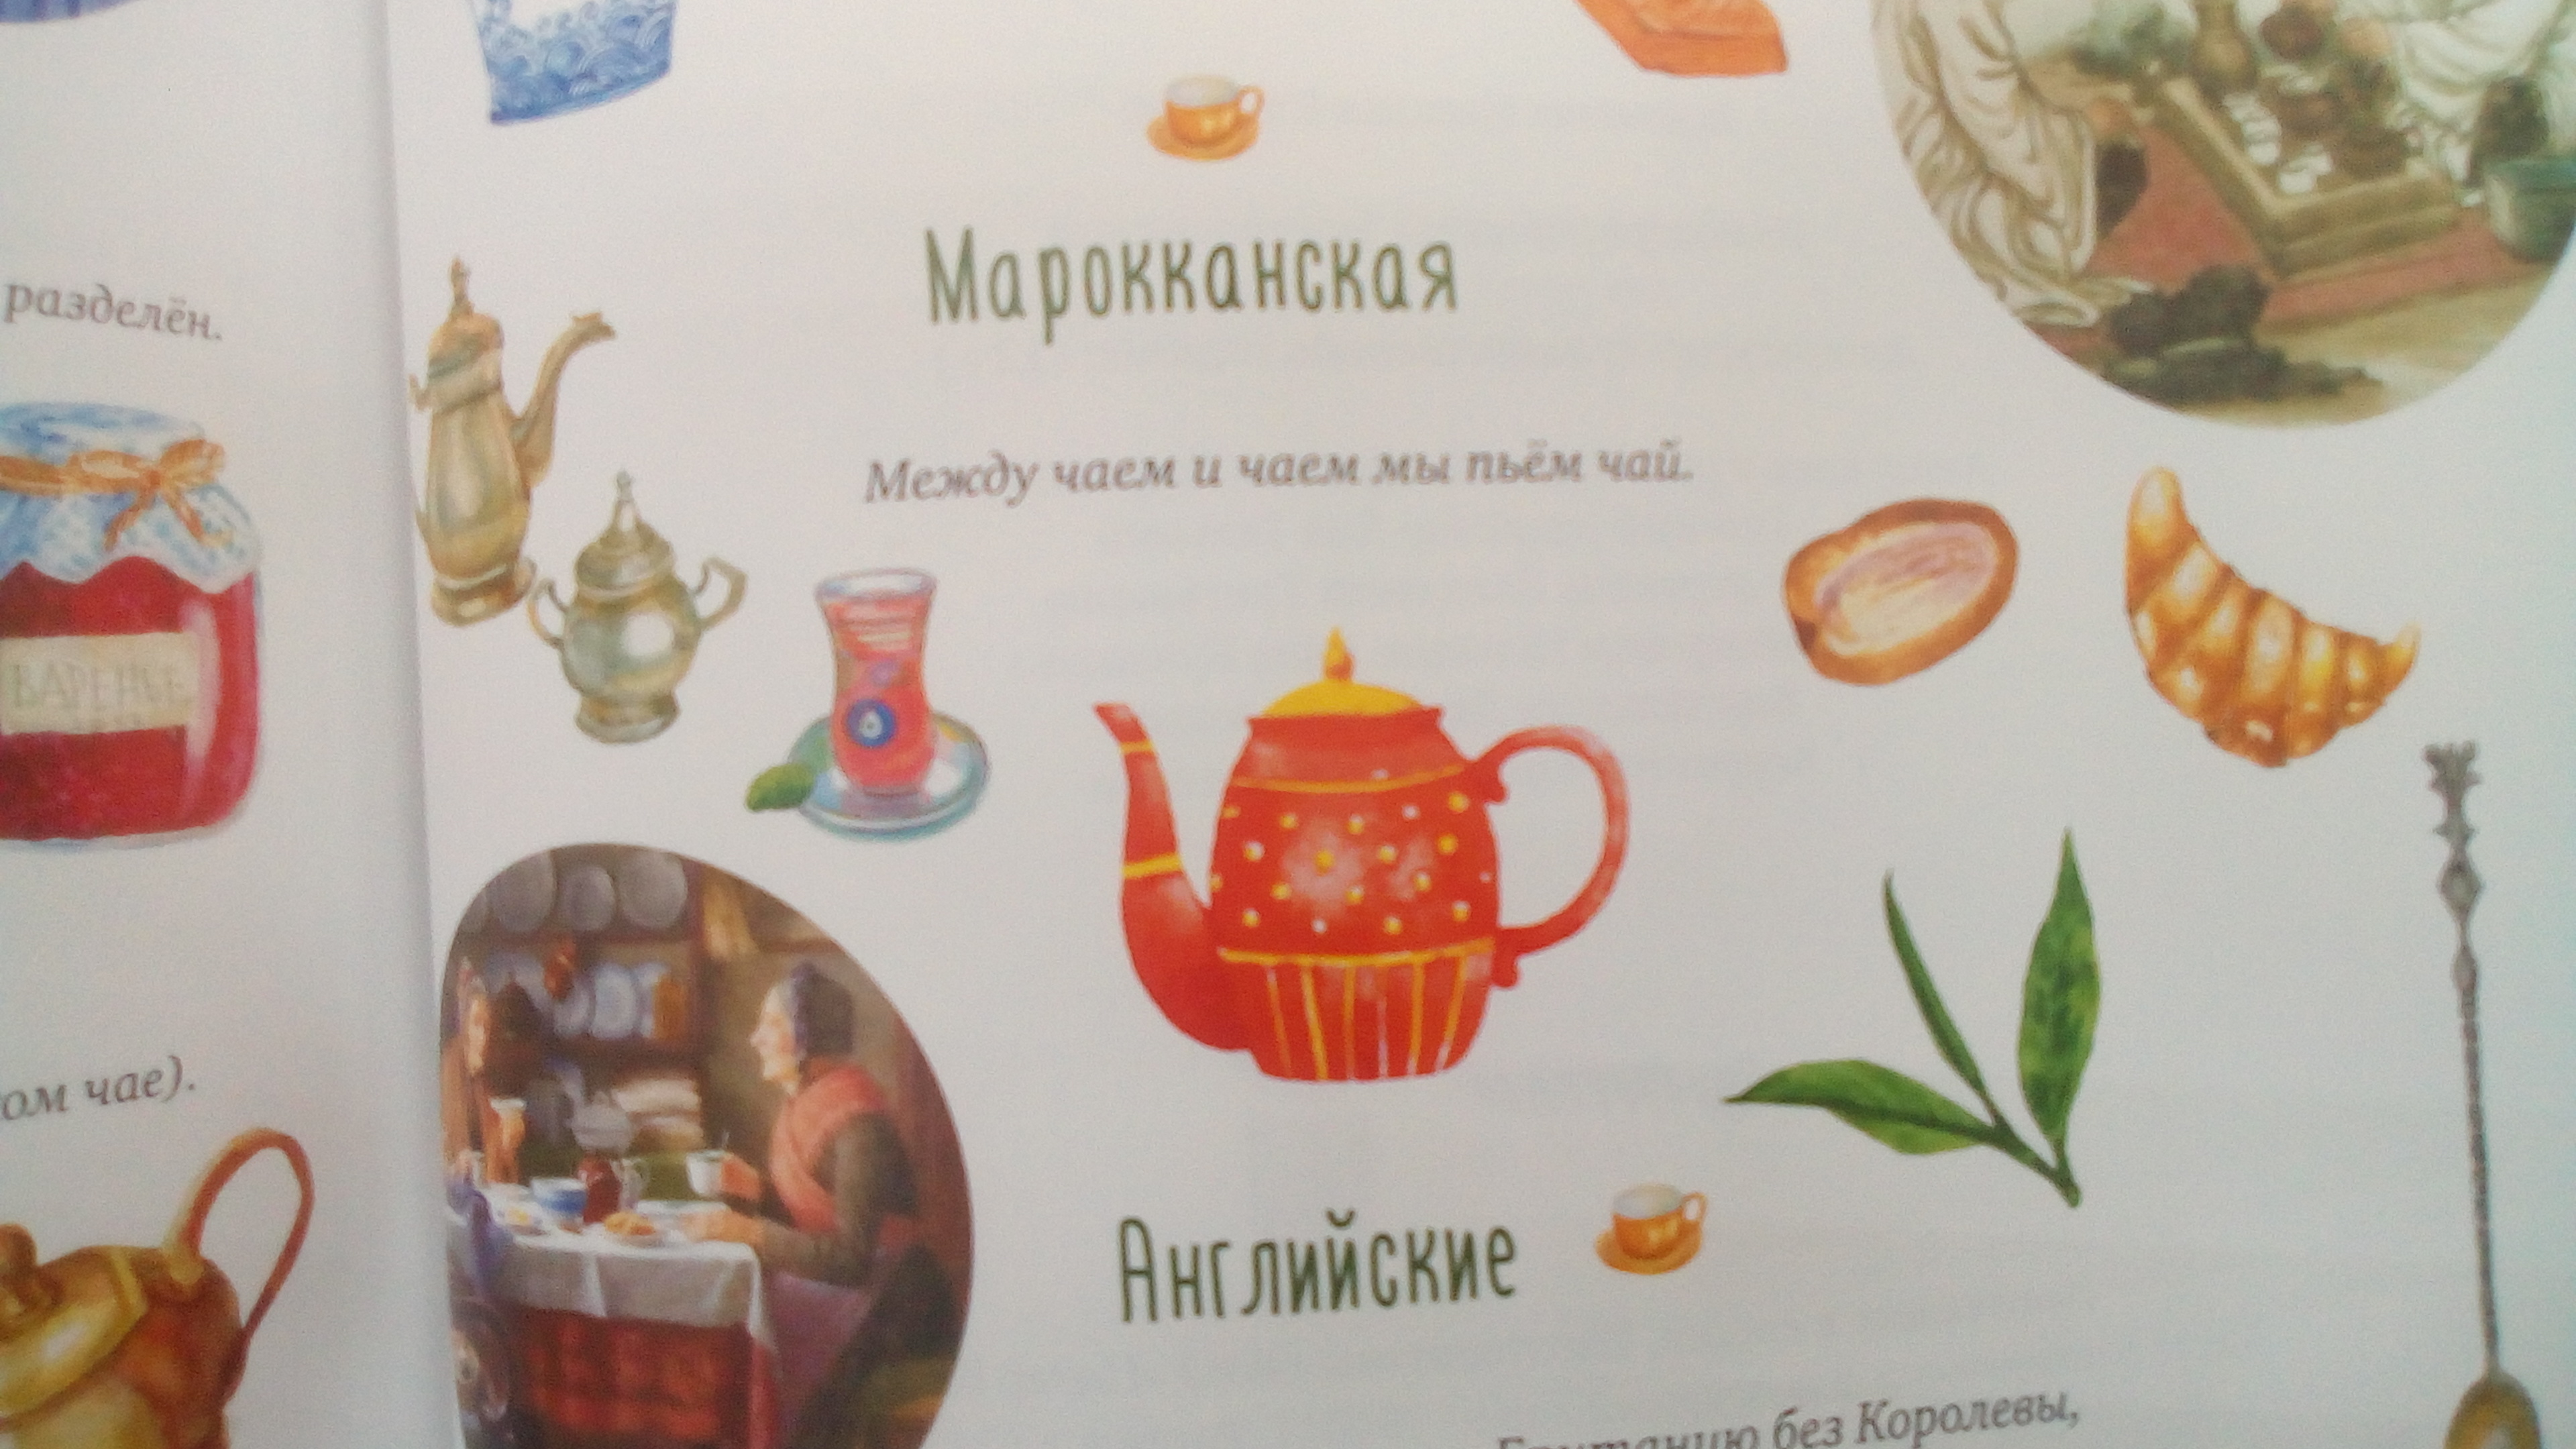 разделён.
ВАРЕНЬЕ
ом чае).
Марокканская
Между чаем и чаем мы пьём чай.
Английские
Британию без Королевы,